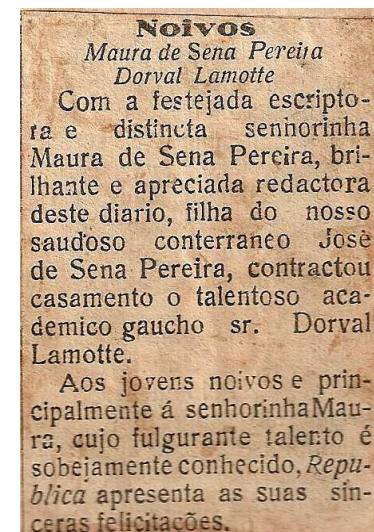 Noivos
Maura de Sena Pereira
Dorval Lamotte
Com a festejada escripto-
ra e distincta senhorinha
Maura de Sena Pereira, bri-
lhante e apreciada redactora
deste diario, filha do nosso
saudoso conterraneo Josè
de Sena Pereira, contractou
casamento o talentoso aca-
demico gaucho sr. Dorval
Lamotte.
Aos jovens noivos e prin-
cipalmente á senhorinha Mau-
ra, cujo fulgurante talento é
sobejamente conhecido, Repu-
blica apresenta as suas sin-
ceras felicitações.